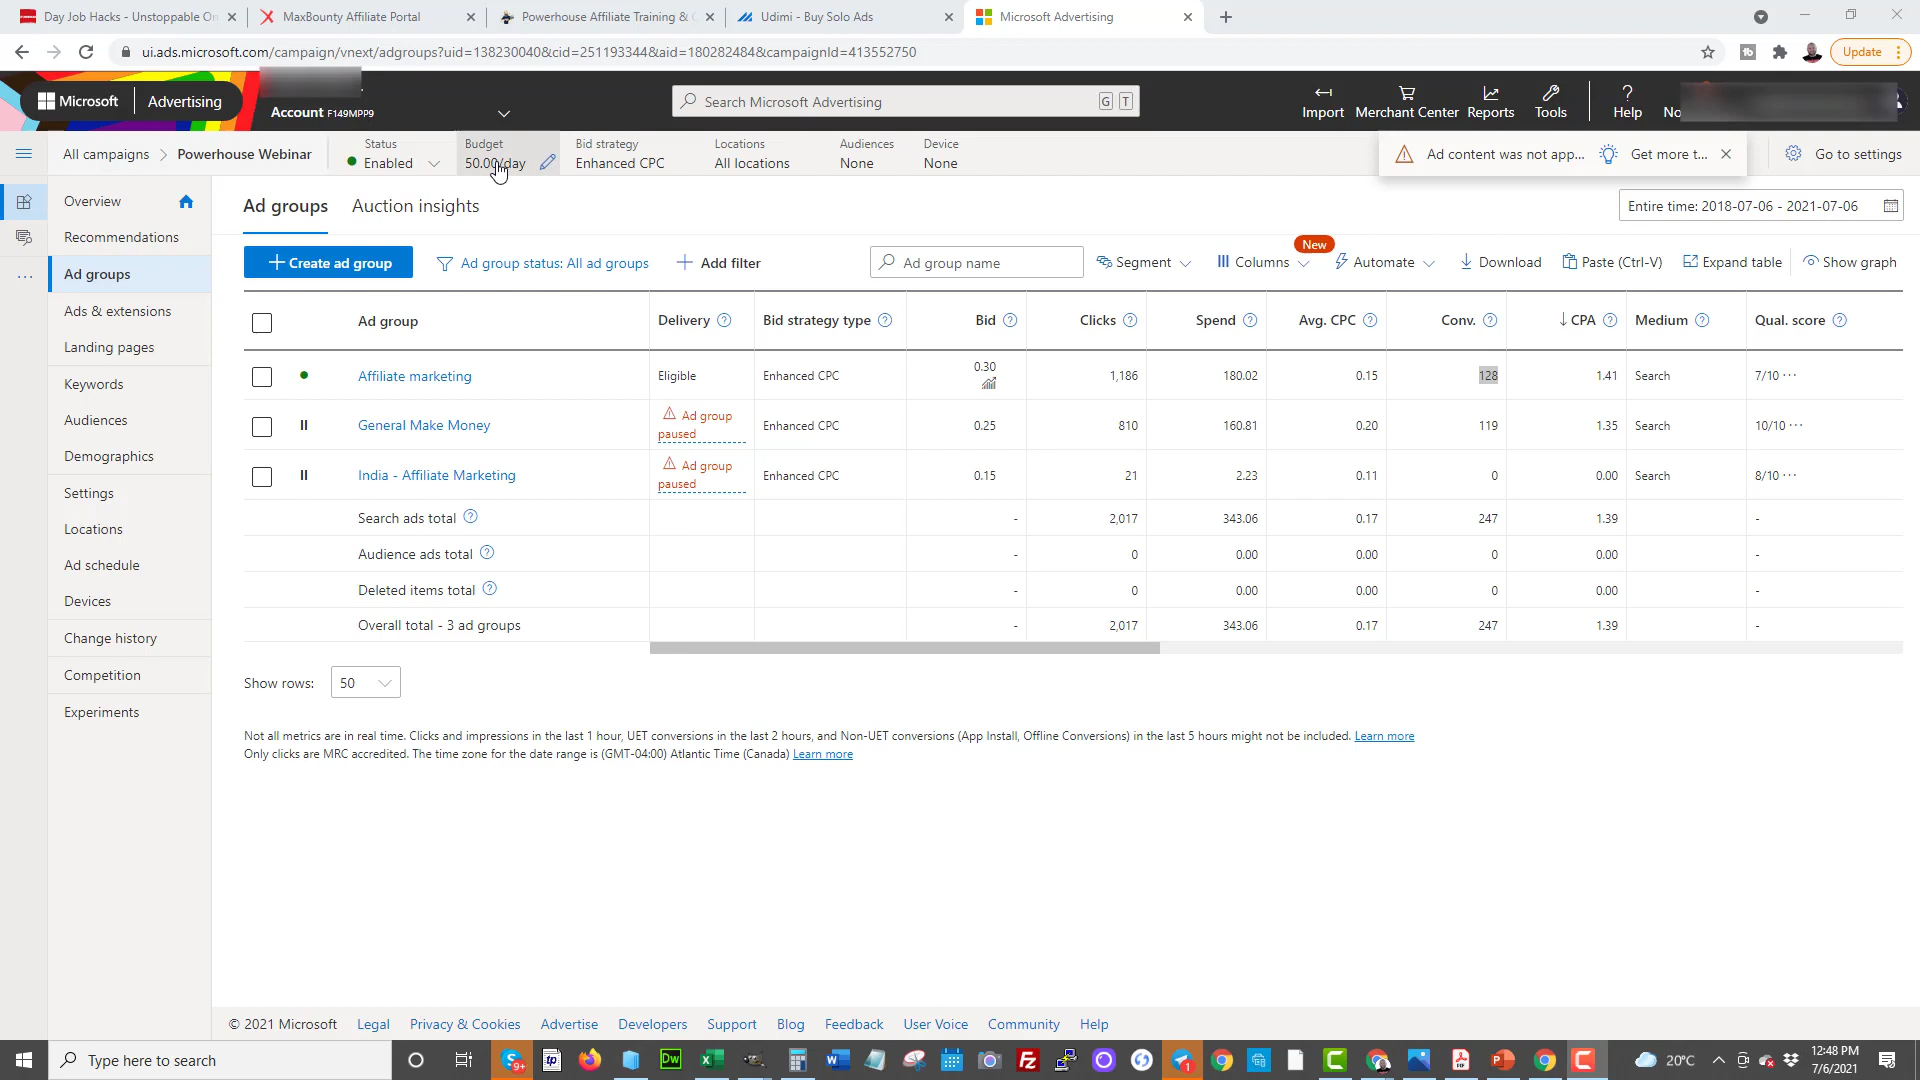 Day Job Hacks - Unstoppable On
MaxBounty Affiliate Portal
Powerhouse Affiliate Training &
Udimi - Buy Solo Ads
Microsoft Advertising
ui.ads.microsoft.com/campaign/vnext/adgroups?uid=138230040&cid=251193344&aid=180282484&campaignId=413552750
Update
Microsoft
Advertising
Account F149MPP9
Search Microsoft Advertising
G T
Import
Merchant Center
Reports
Tools
Help
No
All campaigns
Powerhouse Webinar
Status
Enabled
Budget
50.00/day
Bid strategy
Enhanced CPC
Locations
All locations
Audiences
None
Device
None
Ad content was not app...
Get more t...
Go to settings
Overview
Recommendations
Ad groups
Ads & extensions
Landing pages
Keywords
Audiences
Demographics
Settings
Locations
Ad schedule
Devices
Change history
Competition
Experiments
Ad groups
Auction insights
Entire time: 2018-07-06 - 2021-07-06
Create ad group
Ad group status: All ad groups
Add filter
Ad group name
Segment
Columns
New
Automate
Download
Paste (Ctrl-V)
Expand table
Show graph
Ad group Delivery Bid strategy type Bid Clicks Spend Avg. CPC Conv. CPA Medium Qual. score
Affiliate marketing Eligible Enhanced CPC 0.30 1,186 180.02 0.15 128 1.41 Search 7/10 ···
General Make Money Ad group paused Enhanced CPC 0.25 810 160.81 0.20 119 1.35 Search 10/10 ···
India - Affiliate Marketing Ad group paused Enhanced CPC 0.15 21 2.23 0.11 0 0.00 Search 8/10 ···
Search ads total - 2,017 343.06 0.17 247 1.39 -
Audience ads total - 0 0.00 0.00 0 0.00 -
Deleted items total - 0 0.00 0.00 0 0.00 -
Overall total - 3 ad groups - 2,017 343.06 0.17 247 1.39 -
Show rows: 50
Not all metrics are in real time. Clicks and impressions in the last 1 hour, UET conversions in the last 2 hours, and Non-UET conversions (App Install, Offline Conversions) in the last 5 hours might not be included. Learn more
Only clicks are MRC accredited. The time zone for the date range is (GMT-04:00) Atlantic Time (Canada) Learn more
© 2021 Microsoft Legal Privacy & Cookies Advertise Developers Support Blog Feedback User Voice Community Help
Type here to search
9+
tp
Dw
20°C
12:48 PM
7/6/2021